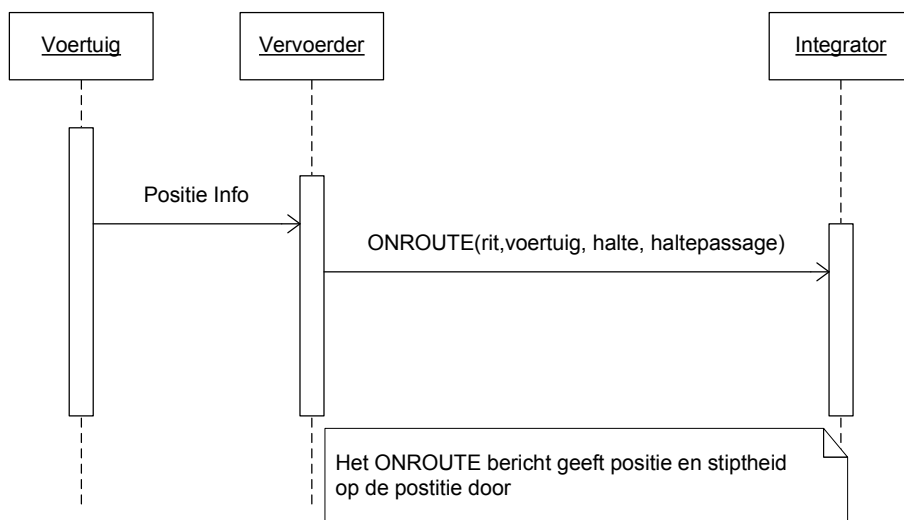 Voertuig
Vervoerder
Integrator
Positie Info
ONROUTE(rit,voertuig, halte, haltepassage)
Het ONROUTE bericht geeft positie en stiptheid
op de postitie door